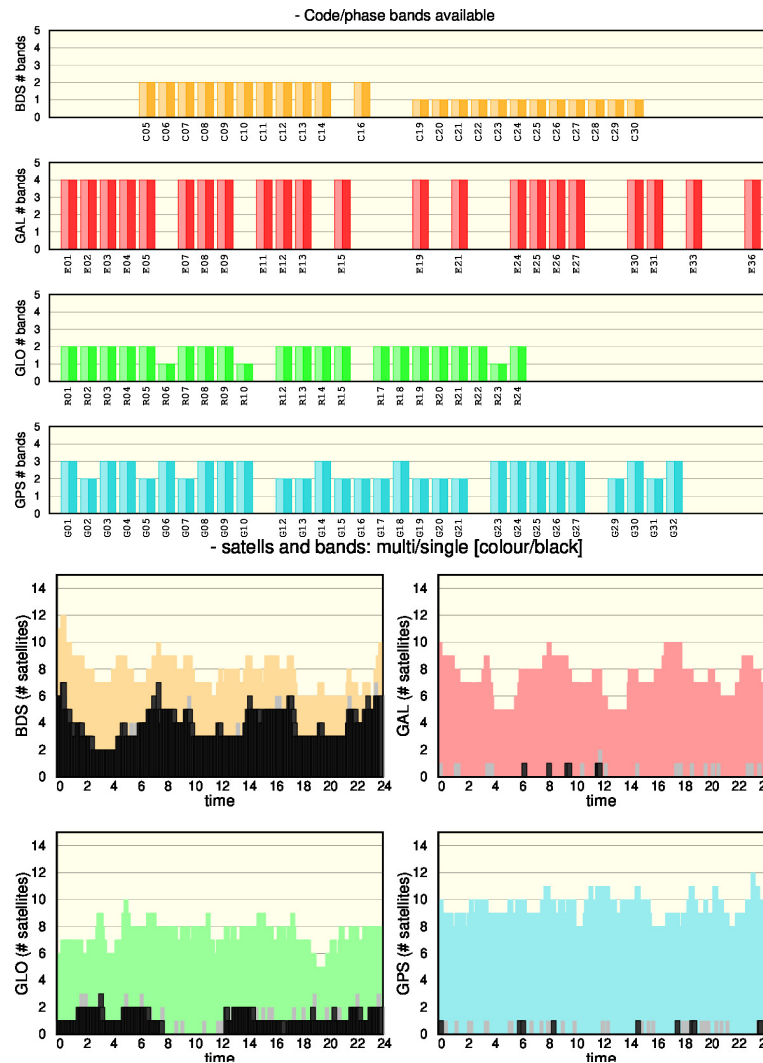 - Code/phase bands available
BDS # bands
5
4
3
2
1
0
C05 C06 C07 C08 C09 C10 C11 C12 C13 C14 C16 C19 C20 C21 C22 C23 C24 C25 C26 C27 C28 C29 C30
GAL # bands
5
4
3
2
1
0
E01 E02 E03 E04 E05 E07 E08 E09 E11 E12 E13 E15 E19 E21 E24 E25 E26 E27 E30 E31 E33 E36
GLO # bands
5
4
3
2
1
0
R01 R02 R03 R04 R05 R06 R07 R08 R09 R10 R12 R13 R14 R15 R17 R18 R19 R20 R21 R22 R23 R24
GPS # bands
5
4
3
2
1
0
G01 G02 G03 G04 G05 G06 G07 G08 G09 G10 G12 G13 G14 G15 G16 G17 G18 G19 G20 G21 G23 G24 G25 G26 G27 G29 G30 G31 G32
- satells and bands: multi/single [colour/black]
BDS (# satellites)
14
12
10
8
6
4
2
0
0 2 4 6 8 10 12 14 16 18 20 22 24
time
GAL (# satellites)
14
12
10
8
6
4
2
0
0 2 4 6 8 10 12 14 16 18 20 22 2
time
GLO (# satellites)
14
12
10
8
6
4
2
0
0 2 4 6 8 10 12 14 16 18 20 22 24
GPS (# satellites)
14
12
10
8
6
4
2
0
0 2 4 6 8 10 12 14 16 18 20 22 2